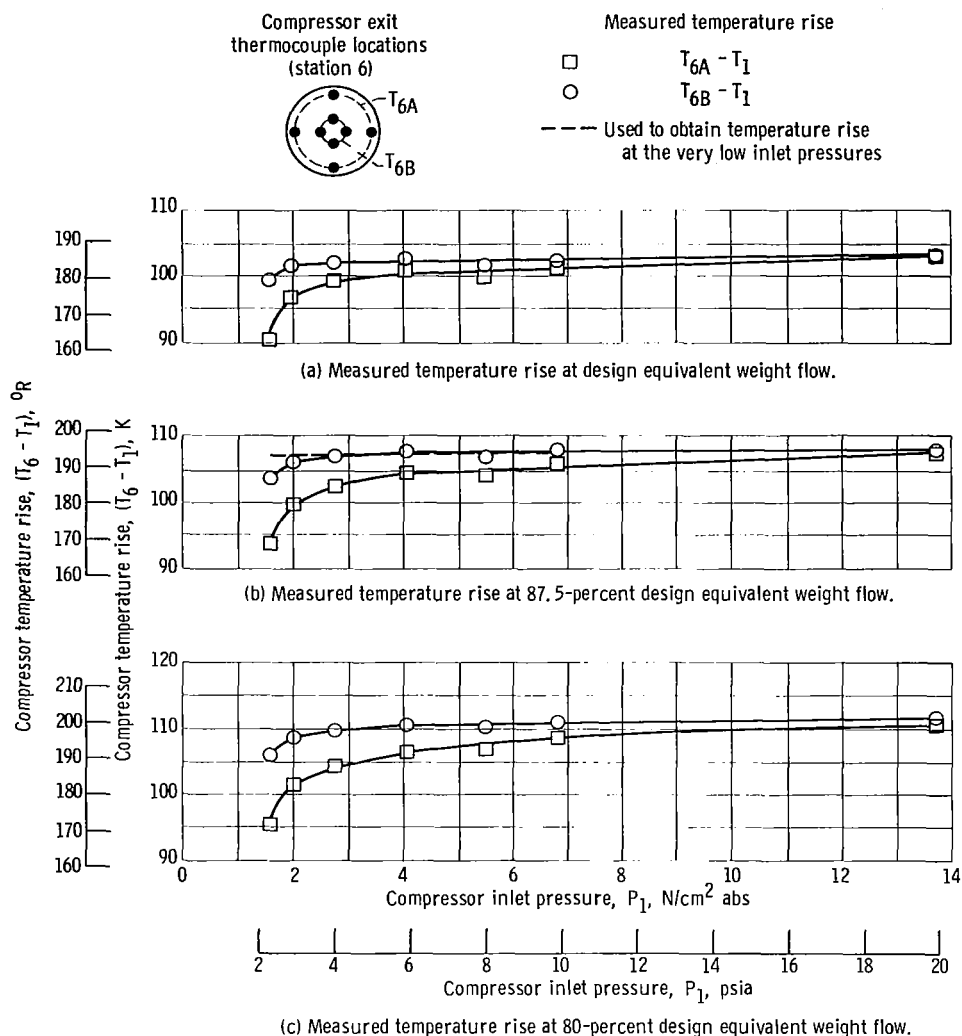 Compressor exit
thermocouple locations
(station 6)
T6A
T6B
Measured temperature rise
T6A - T1
T6B - T1
Used to obtain temperature rise
at the very low inlet pressures
Compressor temperature rise, (T6 - T1), °R
Compressor temperature rise, (T6 - T1), K
190
180
170
160
110
100
90
(a) Measured temperature rise at design equivalent weight flow.
200
190
180
170
160
110
100
90
(b) Measured temperature rise at 87.5-percent design equivalent weight flow.
210
200
190
180
170
160
120
110
100
90
0 2 4 6 8 10 12 14
Compressor inlet pressure, P1, N/cm2 abs
2 4 6 8 10 12 14 16 18 20
Compressor inlet pressure, P1, psia
(c) Measured temperature rise at 80-percent design equivalent weight flow.